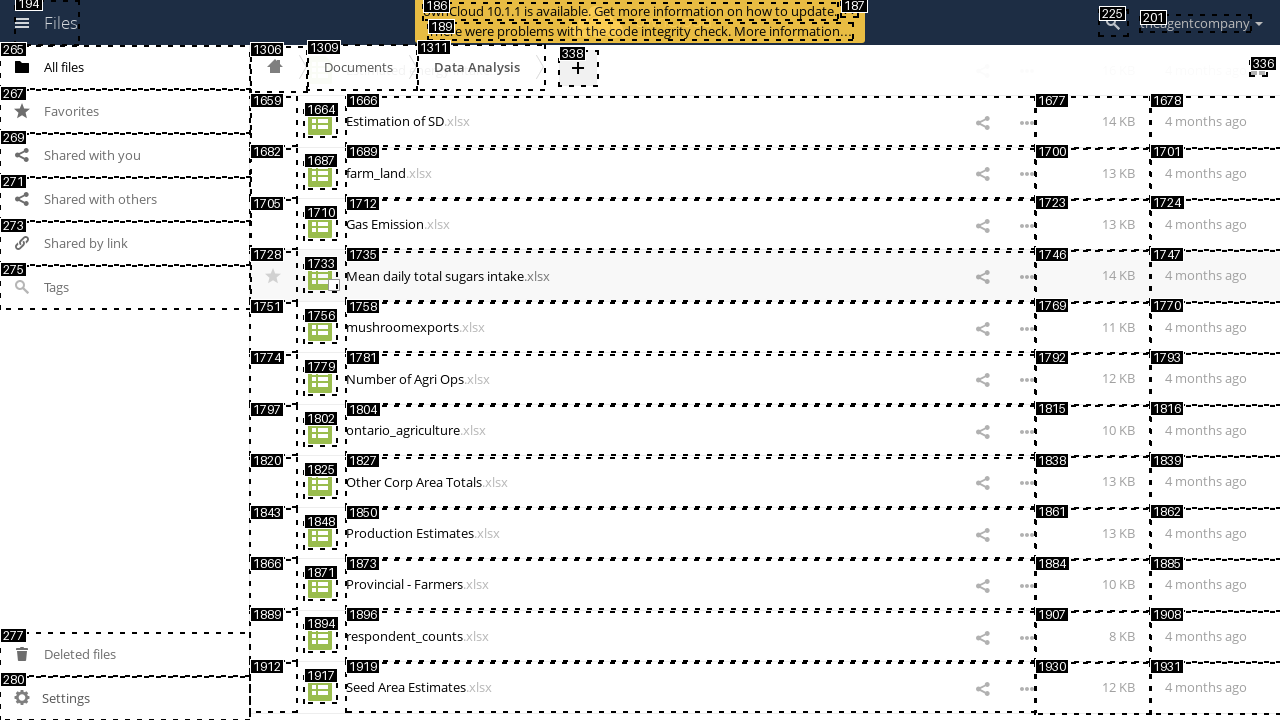 194
Files
186
ownCloud 10.1.1 is available. Get more information on how to update.
187
189
There were problems with the code integrity check. More information…
225
201
theagentcompany
265
All files
267
Favorites
269
Shared with you
271
Shared with others
273
Shared by link
275
Tags
277
Deleted files
280
Settings
1306
1309
Documents
1311
Data Analysis
338
+
336
1659
1664
1666
Estimation of SD.xlsx
1677
14 KB
1678
4 months ago
1682
1687
1689
farm_land.xlsx
1700
13 KB
1701
4 months ago
1705
1710
1712
Gas Emission.xlsx
1723
13 KB
1724
4 months ago
1728
1733
1735
Mean daily total sugars intake.xlsx
1746
14 KB
1747
4 months ago
1751
1756
1758
mushroomexports.xlsx
1769
11 KB
1770
4 months ago
1774
1779
1781
Number of Agri Ops.xlsx
1792
12 KB
1793
4 months ago
1797
1802
1804
ontario_agriculture.xlsx
1815
10 KB
1816
4 months ago
1820
1825
1827
Other Corp Area Totals.xlsx
1838
13 KB
1839
4 months ago
1843
1848
1850
Production Estimates.xlsx
1861
13 KB
1862
4 months ago
1866
1871
1873
Provincial - Farmers.xlsx
1884
10 KB
1885
4 months ago
1889
1894
1896
respondent_counts.xlsx
1907
8 KB
1908
4 months ago
1912
1917
1919
Seed Area Estimates.xlsx
1930
12 KB
1931
4 months ago